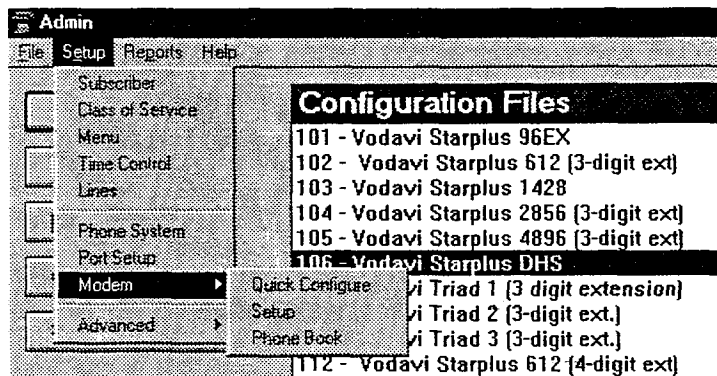 Admin
File Setup Reports Help
Subscriber
Class of Service
Menu
Time Control
Lines
Phone System
Port Setup
Modem
Advanced
Quick Configure
Setup
Phone Book
Configuration Files
101 - Vodavi Starplus 96EX
102 - Vodavi Starplus 612 (3-digit ext)
103 - Vodavi Starplus 1428
104 - Vodavi Starplus 2856 (3-digit ext)
105 - Vodavi Starplus 4896 (3-digit ext)
106 - Vodavi Starplus DHS
vi Triad 1 (3 digit extension)
vi Triad 2 (3-digit ext.)
vi Triad 3 (3-digit ext.)
112 - Vodavi Starplus 612 (4-digit ext)